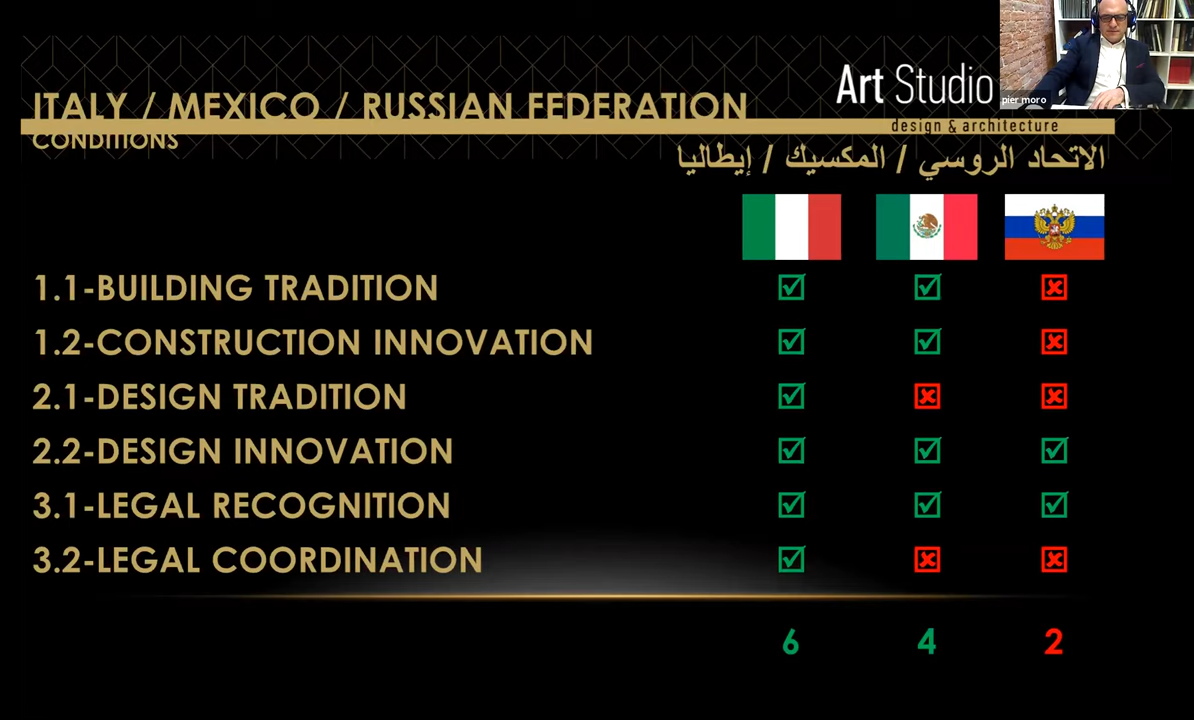 ITALY / MEXICO / RUSSIAN FEDERATION
Art Studio
pier moro
design & architecture
CONDITIONS
الاتحاد الروسي / المكسيك / إيطاليا
1.1-BUILDING TRADITION
1.2-CONSTRUCTION INNOVATION
2.1-DESIGN TRADITION
2.2-DESIGN INNOVATION
3.1-LEGAL RECOGNITION
3.2-LEGAL COORDINATION
6 4 2